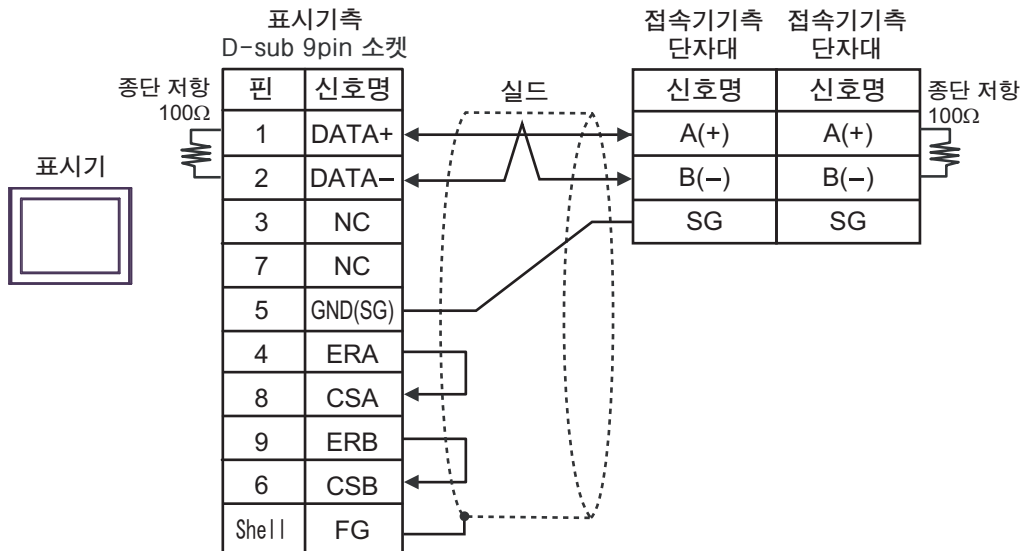 표시기측
D-sub 9pin 소켓
접속기기측 접속기기측
단자대 단자대
종단 저항
100Ω
핀 신호명
실드
신호명 신호명
종단 저항
100Ω
1 DATA+
A(+) A(+)
표시기
2 DATA−
B(−) B(−)
3 NC
SG SG
7 NC
5 GND(SG)
4 ERA
8 CSA
9 ERB
6 CSB
Shell FG